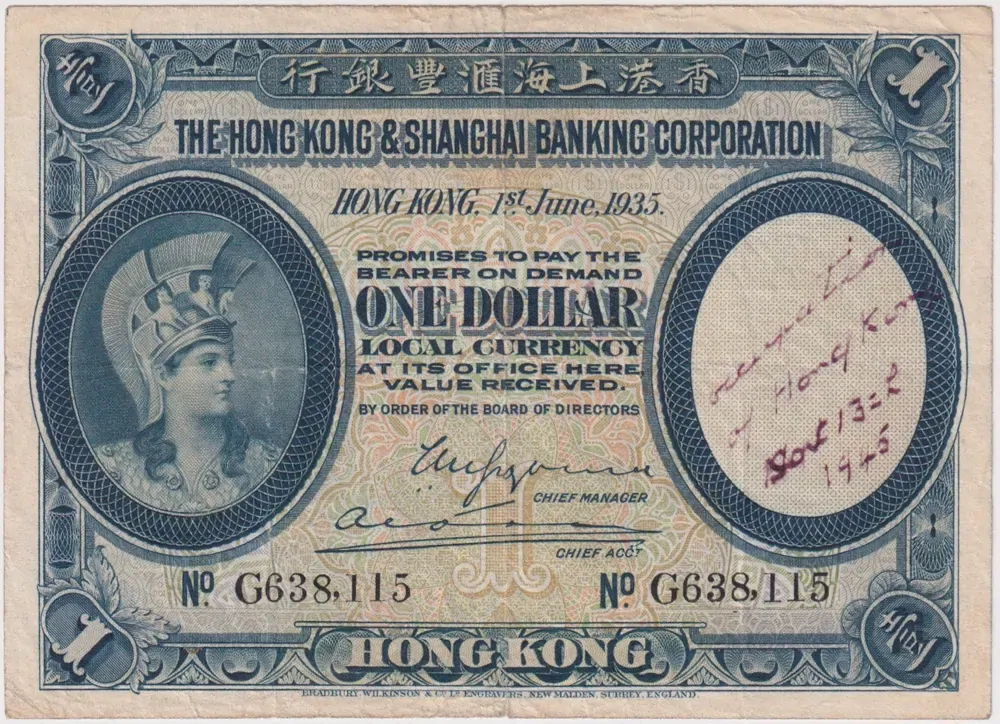 香港上海滙豐銀行
1
THE HONG KONG & SHANGHAI BANKING CORPORATION
HONG KONG, 1st June, 1935.
PROMISES TO PAY THE
BEARER ON DEMAND
ONE DOLLAR
LOCAL CURRENCY
AT ITS OFFICE HERE,
VALUE RECEIVED.
BY ORDER OF THE BOARD OF DIRECTORS
CHIEF MANAGER
CHIEF ACCT
of Hong Kong
1945
No. G638,115
No. G638,115
1
HONG KONG
BRADBURY, WILKINSON & Co. Ld. ENGRAVERS, NEW MALDEN, SURREY, ENGLAND.